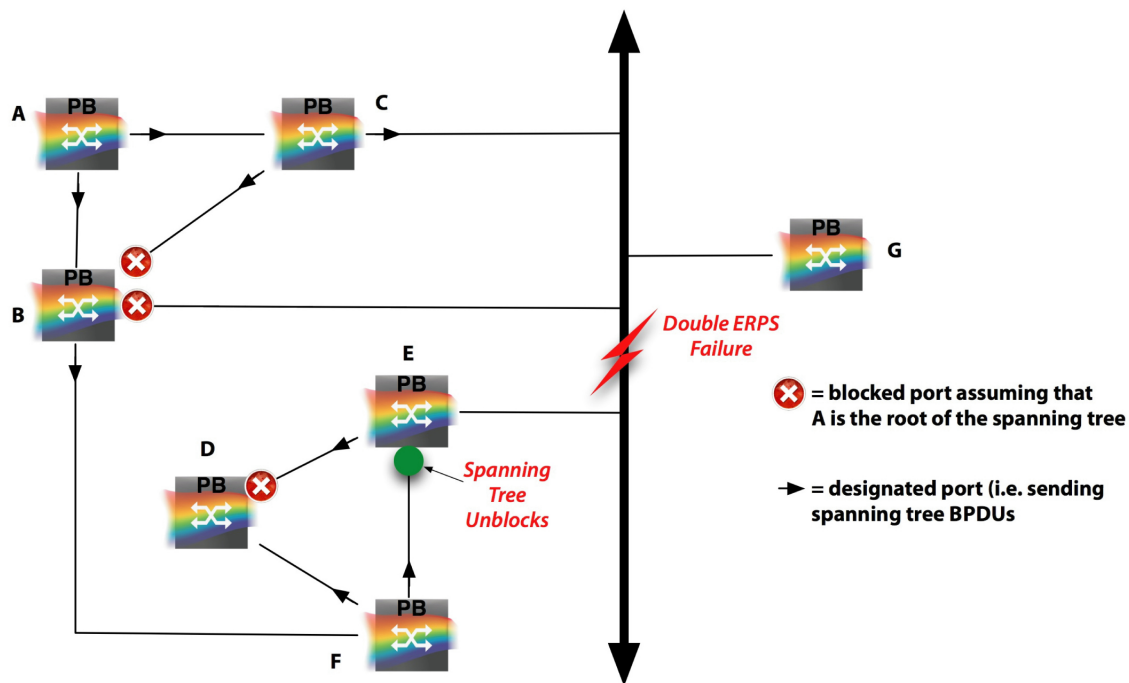 A
PB
PB
C
PB
G
PB
B
Double ERPS
Failure
E
PB
= blocked port assuming that
A is the root of the spanning tree
D
PB
Spanning
Tree
Unblocks
= designated port (i.e. sending
spanning tree BPDUs
PB
F